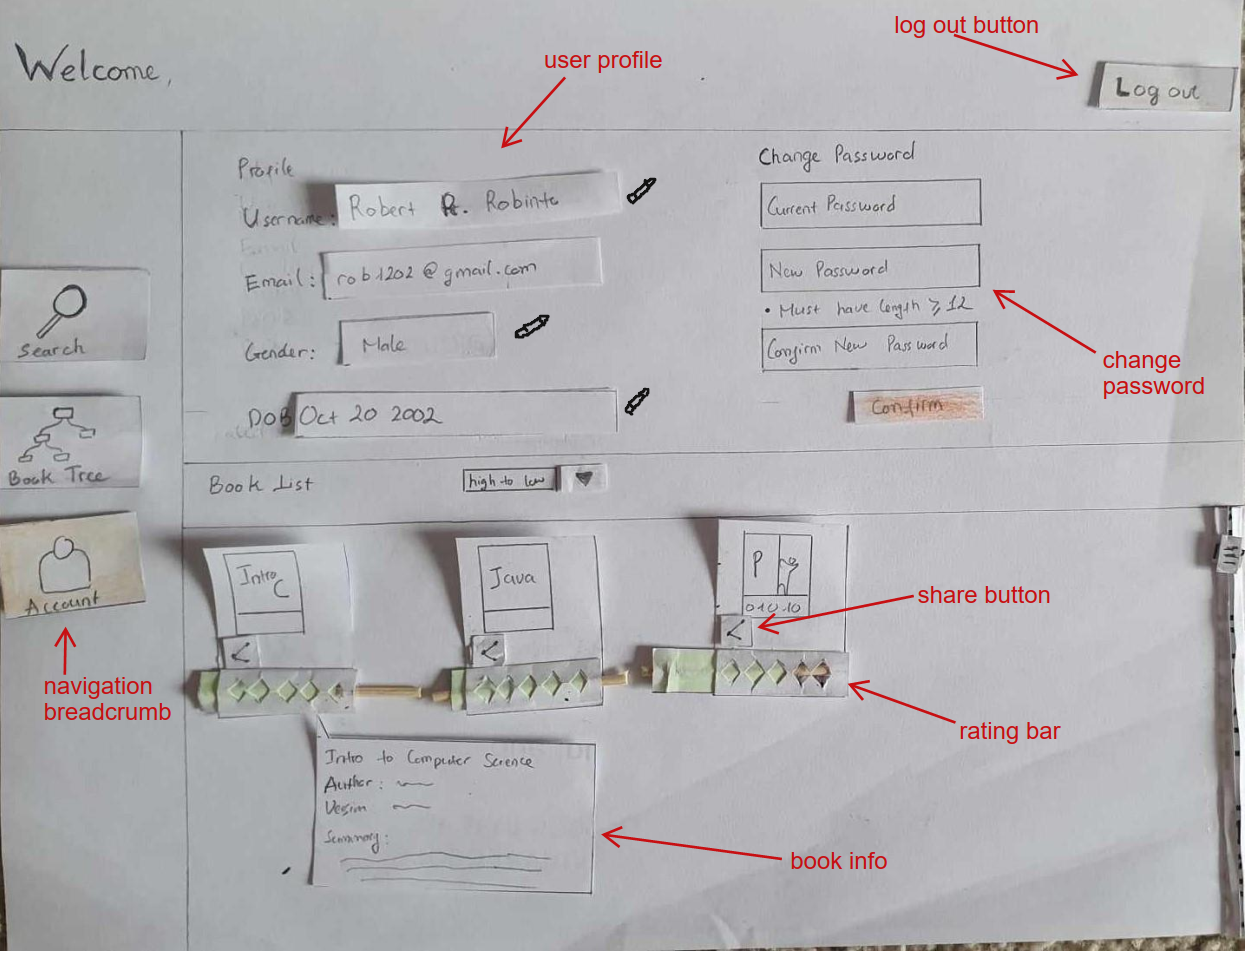 log out button
Welcome,
user profile
Log out
Profile
Change Password
Username: Robert R. Robinto
Current Password
Email: rob1202@gmail.com
New Password
• Must have length ≥ 12
Search
Gender: Male
Confirm New Password
change
password
DOB Oct 20 2002
Confirm
Book Tree
Book List
high to low
Account
Intro
C
Java
P
01010
share button
<
<
<
navigation
breadcrumb
rating bar
Intro to Computer Science
Author:
Version
Summary:
book info